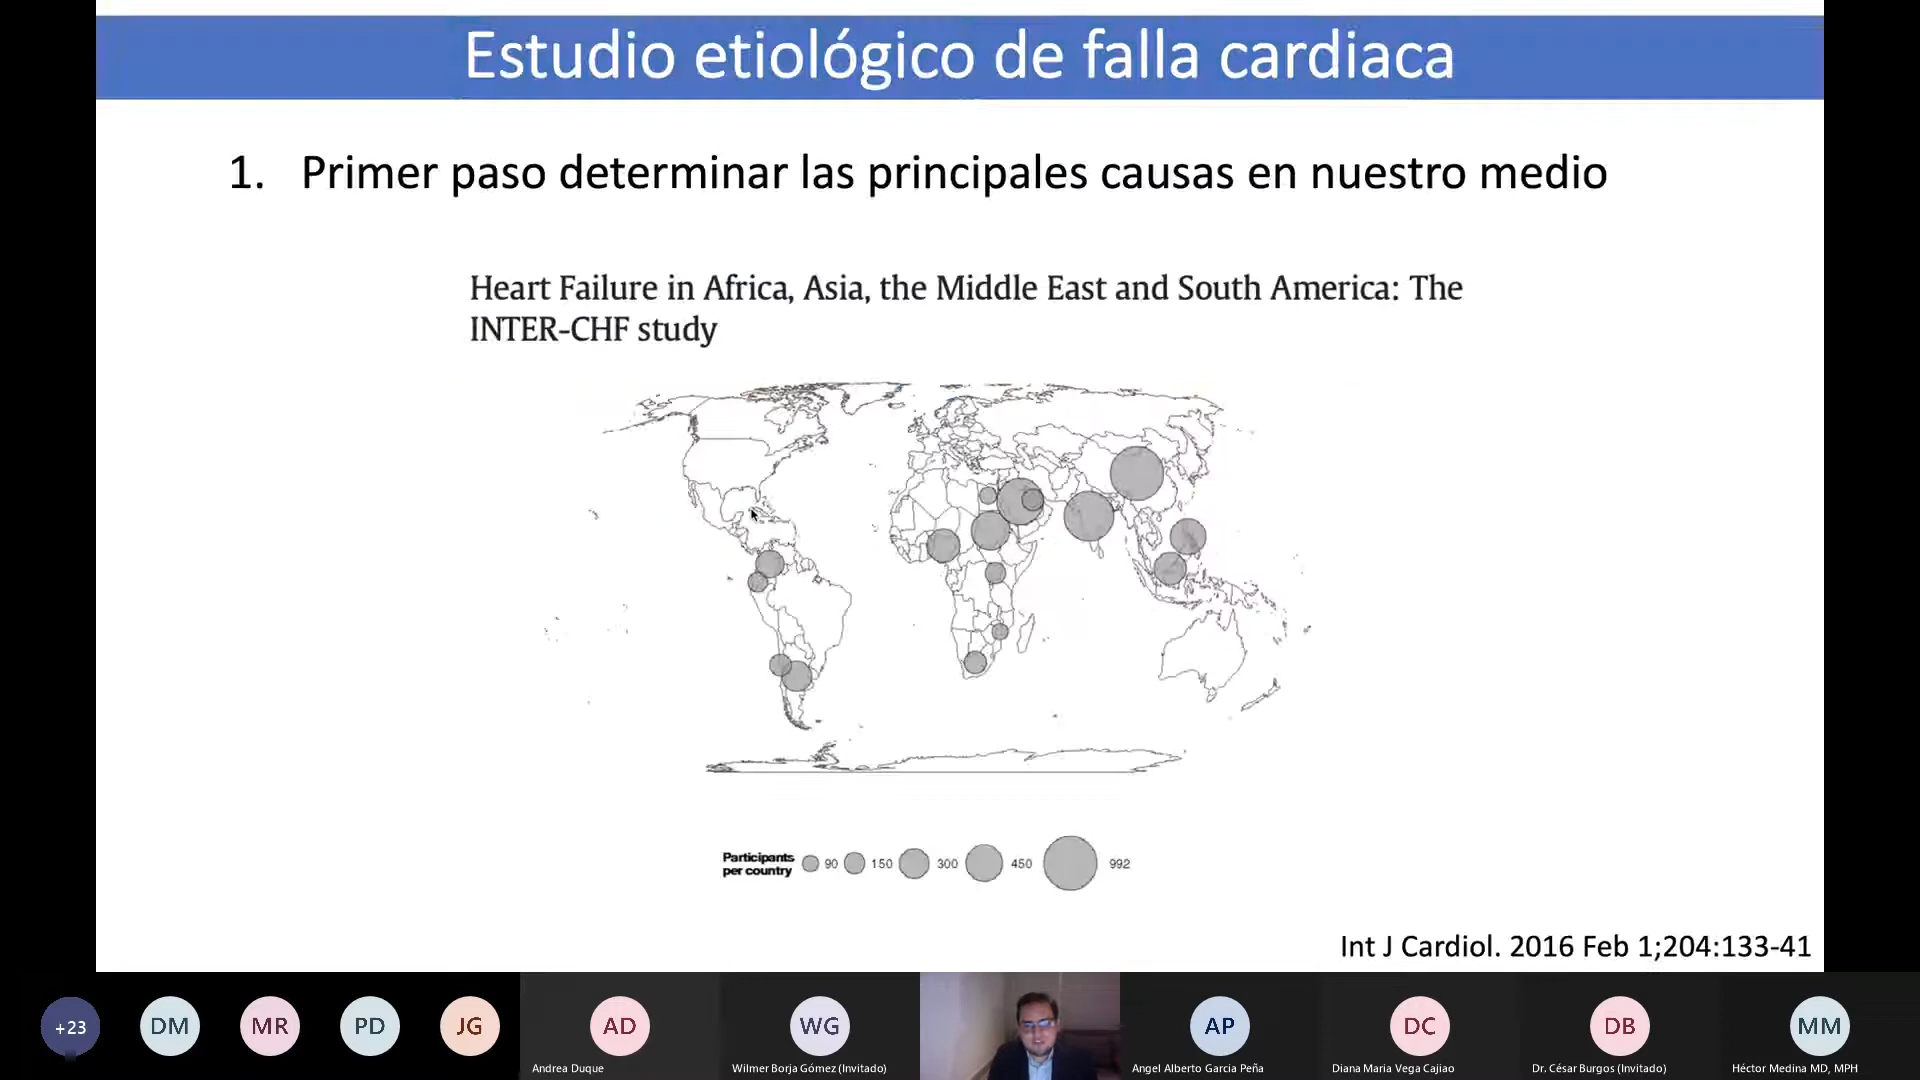 Estudio etiológico de falla cardiaca
1. Primer paso determinar las principales causas en nuestro medio
Heart Failure in Africa, Asia, the Middle East and South America: The
INTER-CHF study
Participants
per country
90 150 300 450 992
Int J Cardiol. 2016 Feb 1;204:133-41
+23 DM MR PD JG AD WG AP DC DB MM
Andrea Duque Wilmer Borja Gómez (Invitado) Angel Alberto Garcia Peña Diana Maria Vega Cajiao Dr. César Burgos (Invitado) Héctor Medina MD, MPH